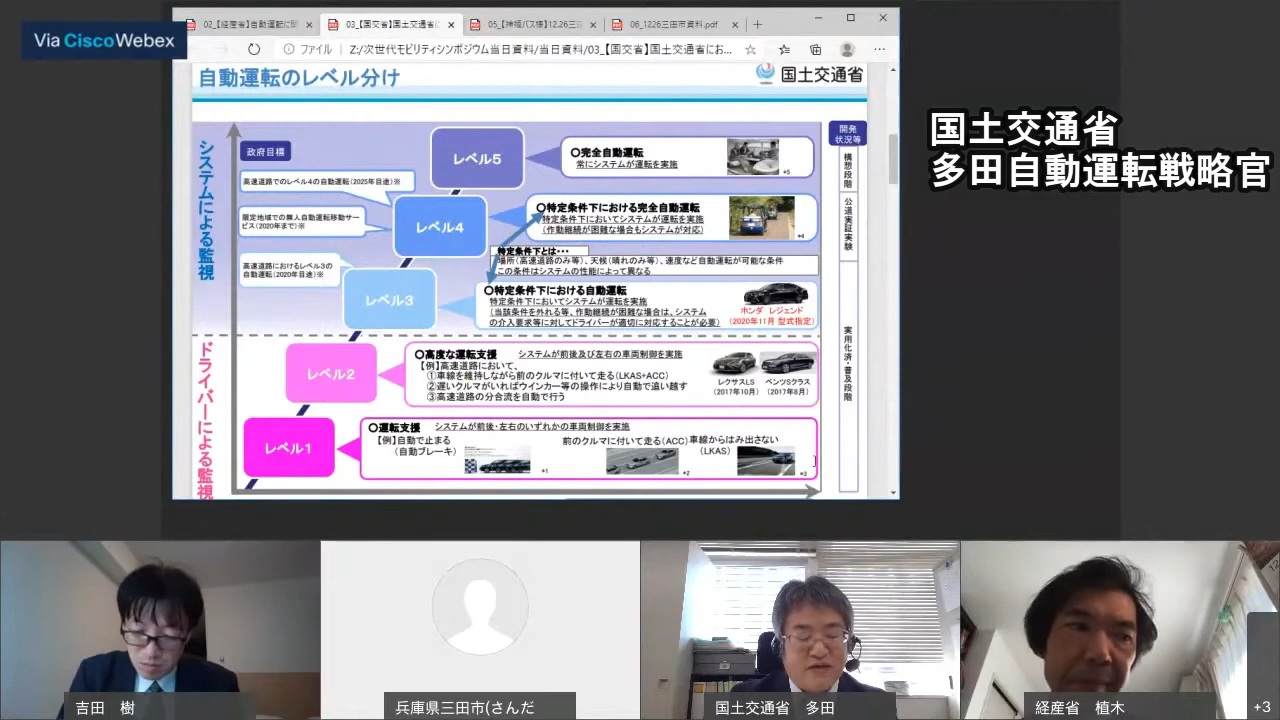 Via Cisco Webex
02_【経産省】自動運転に関
03_【国交省】国土交通省に
05_【神姫バス様】12.26三
06_1226三田市資料.pdf
ファイル
Z:/次世代モビリティシンポジウム当日資料/当日資料/03_【国交省】国土交通省にお...
自動運転のレベル分け
国土交通省
国土交通省
多田自動運転戦略官
システムによる監視
ドライバーによる監視
政府目標
高速道路でのレベル4の自動運転(2025年目途)※
限定地域での無人自動運転移動サー
ビス(2020年まで)※
高速道路におけるレベル3の
自動運転(2020年目途)※
開発
状況等
構想段階
公道実証実験
実用化済・普及段階
レベル5
〇完全自動運転
常にシステムが運転を実施
*5
レベル4
〇特定条件下における完全自動運転
特定条件下においてシステムが運転を実施
(作動継続が困難な場合もシステムが対応)
*4
特定条件下とは・・・
場所(高速道路のみ等)、天候(晴れのみ等)、速度など自動運転が可能な条件
この条件はシステムの性能によって異なる
レベル3
〇特定条件下における自動運転
特定条件下においてシステムが運転を実施
(当該条件を外れる等、作動継続が困難な場合は、システム
の介入要求等に対してドライバーが適切に対応することが必要)
ホンダ レジェンド
(2020年11月 型式指定)
レベル2
〇高度な運転支援 システムが前後及び左右の車両制御を実施
【例】高速道路において、
①車線を維持しながら前のクルマに付いて走る(LKAS+ACC)
②遅いクルマがいればウインカー等の操作により自動で追い越す
③高速道路の分合流を自動で行う
レクサスLS
(2017年10月)
ベンツSクラス
(2017年8月)
レベル1
〇運転支援 システムが前後・左右のいずれかの車両制御を実施
【例】自動で止まる
(自動ブレーキ)
*1
前のクルマに付いて走る(ACC)
*2
車線からはみ出さない
(LKAS)
*3
吉田 樹
兵庫県三田市(さんだ
国土交通省 多田
経産省 植木
+3